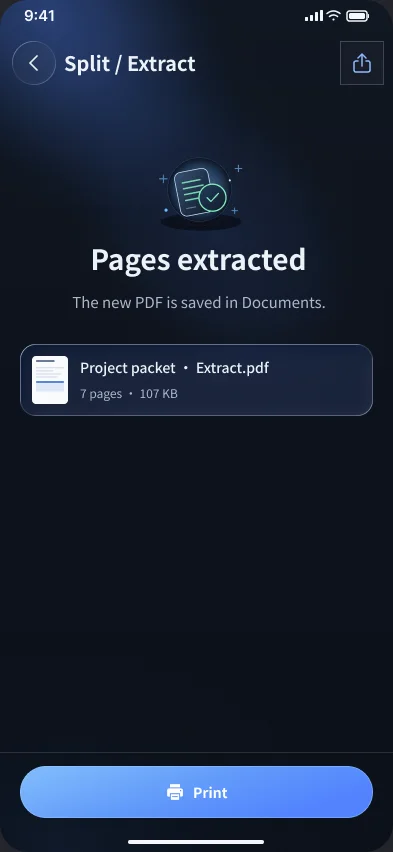 9:41
Split / Extract
Pages extracted
The new PDF is saved in Documents.
Project packet • Extract.pdf
7 pages • 107 KB
Print